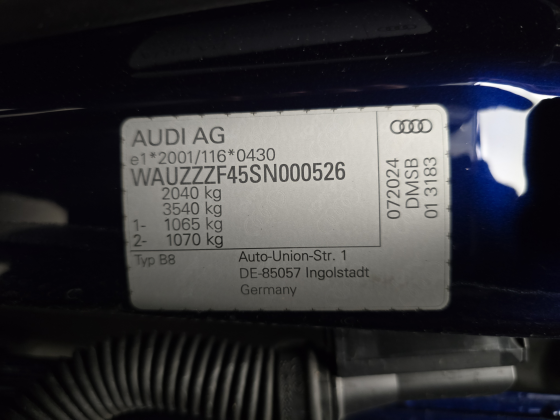 AUDI AG
e1*2001/116*0430
WAUZZZF45SN000526
2040 kg
3540 kg
1- 1065 kg
2- 1070 kg
Typ B8
Auto-Union-Str. 1
DE-85057 Ingolstadt
Germany
072024
DMSB
01 3183